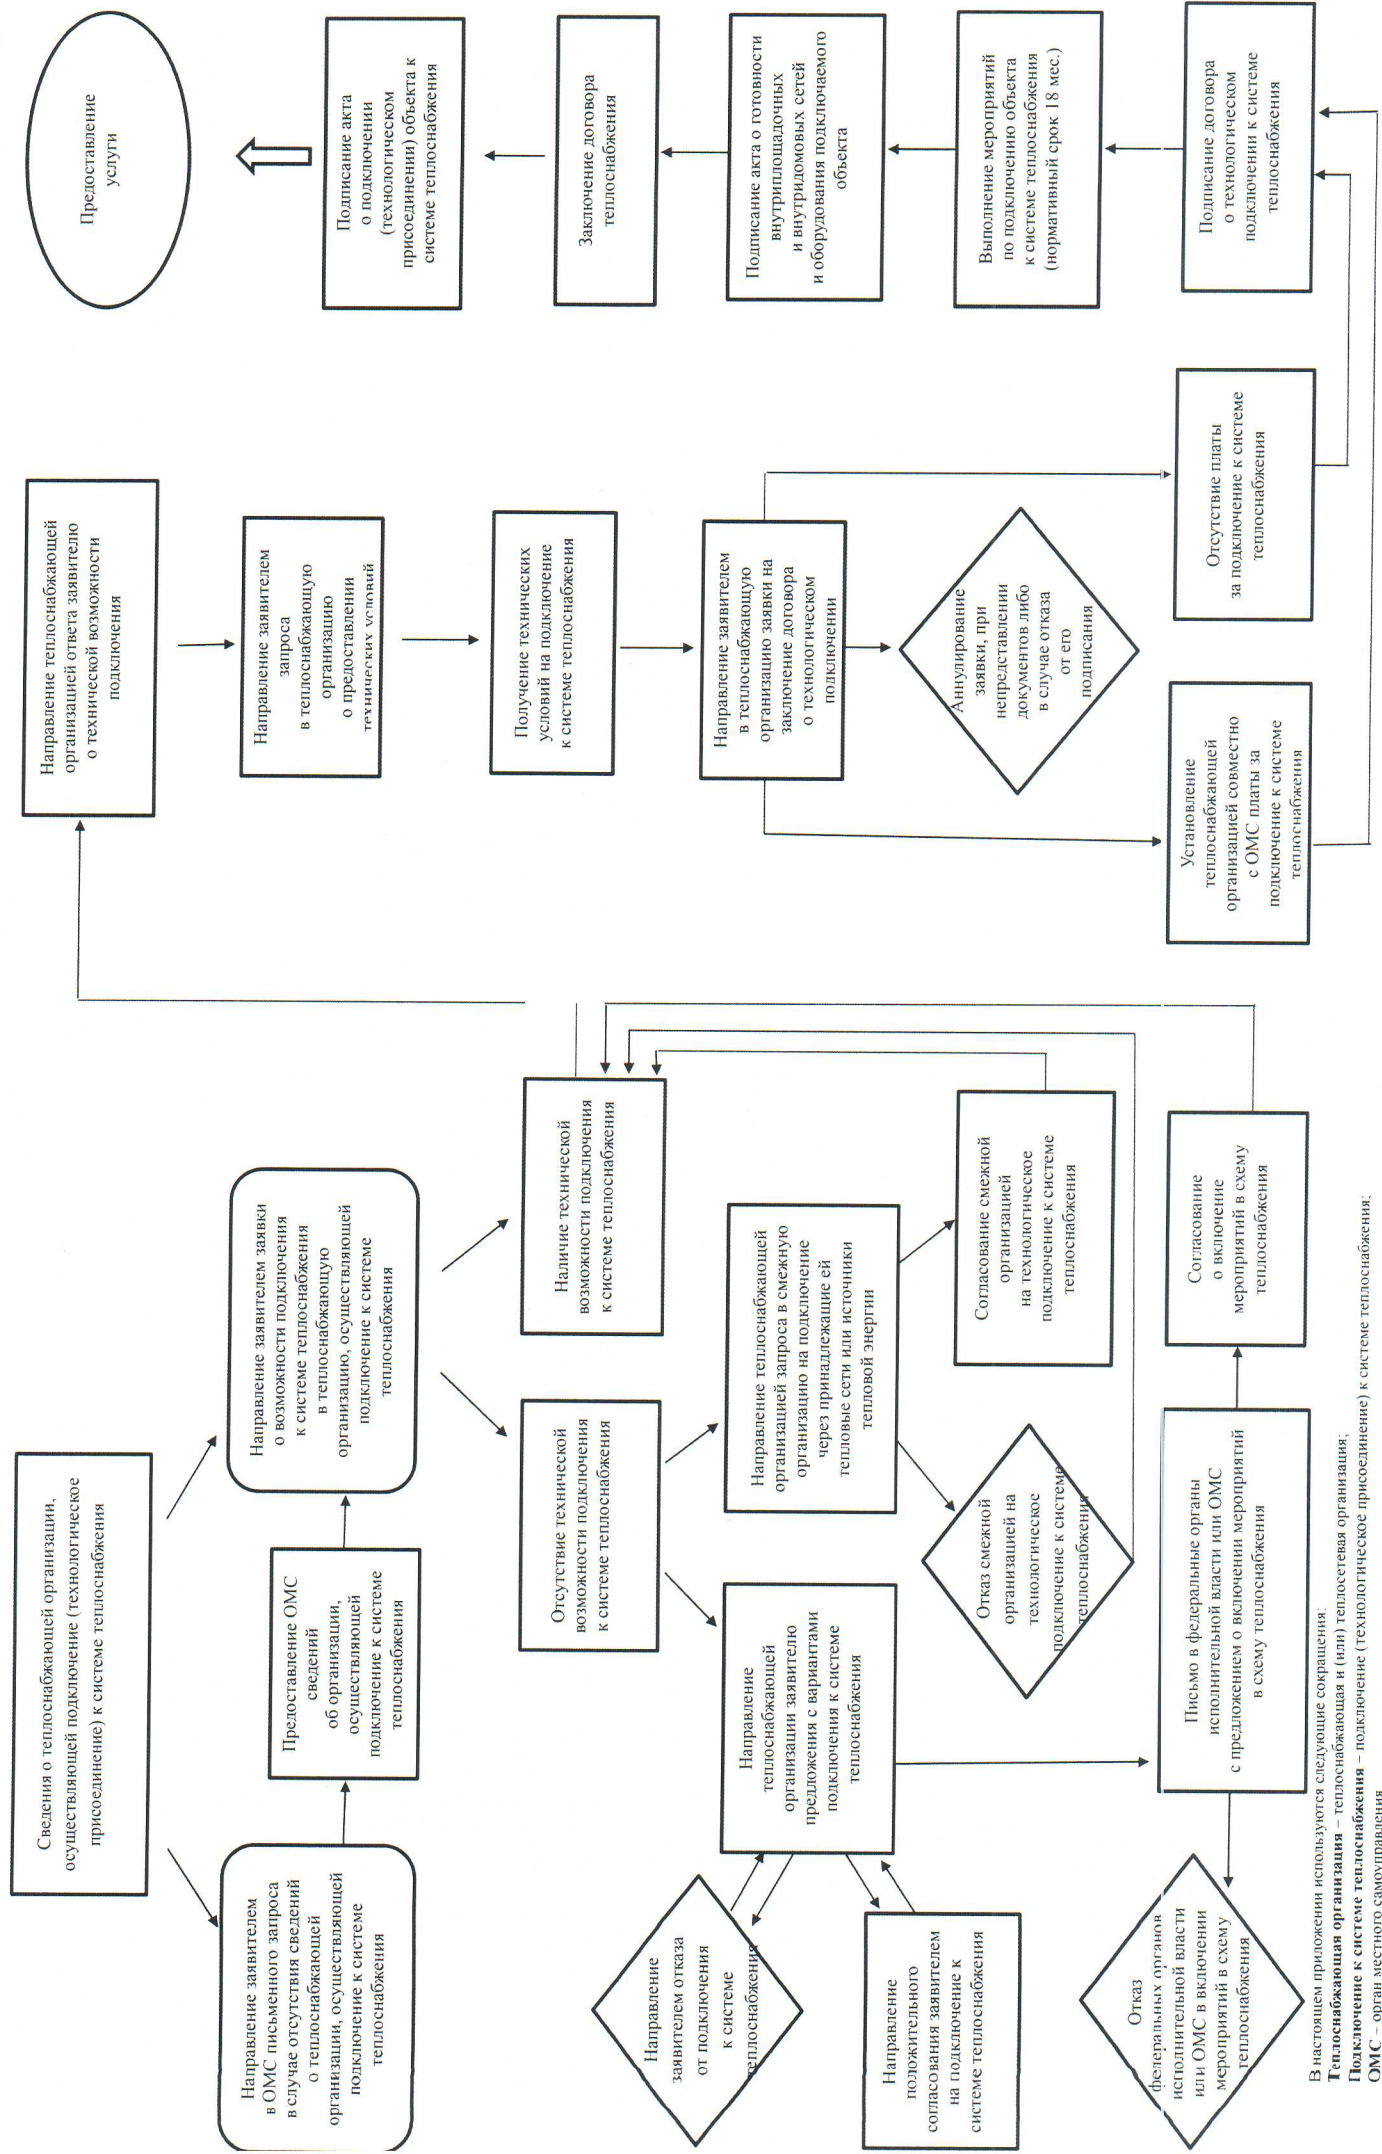 Сведения о теплоснабжающей организации,
осуществляющей подключение (технологическое
присоединение) к системе теплоснабжения
Направление заявителем
в ОМС письменного запроса
в случае отсутствия сведений
о теплоснабжающей
организации, осуществляющей
подключение к системе
теплоснабжения
Предоставление ОМС
сведений
об организации,
осуществляющей
подключение к системе
теплоснабжения
Направление заявителем заявки
о возможности подключения
к системе теплоснабжения
в теплоснабжающую
организацию, осуществляющей
подключение к системе
теплоснабжения
Отсутствие технической
возможности подключения
к системе теплоснабжения
Наличие технической
возможности подключения
к системе теплоснабжения
Направление
заявителем отказа
от подключения
к системе
теплоснабжения
Направление
теплоснабжающей
организации заявителю
предложения с вариантами
подключения к системе
теплоснабжения
Направление теплоснабжающей
организацией запроса в смежную
организацию на подключение
через принадлежащие ей
тепловые сети или источники
тепловой энергии
Направление
положительного
согласования заявителем
на подключение к
системе теплоснабжения
Отказ смежной
организацией на
технологическое
подключение к системе
теплоснабжения
Согласование смежной
организацией
на технологическое
подключение к системе
теплоснабжения
Отказ
федеральных органов
исполнительной власти
или ОМС в включении
мероприятий в схему
теплоснабжения
Письмо в федеральные органы
исполнительной власти или ОМС
с предложением о включении мероприятий
в схему теплоснабжения
Согласование
о включение
мероприятий в схему
теплоснабжения
Направление теплоснабжающей
организацией ответа заявителю
о технической возможности
подключения
Направление заявителем
запроса
в теплоснабжающую
организацию
о предоставлении
технических условий
Получение технических
условий на подключение
к системе теплоснабжения
Направление заявителем
в теплоснабжающую
организацию заявки на
заключение договора
о технологическом
подключении
Аннулирование
заявки, при
непредставлении
документов либо
в случае отказа
от его
подписания
Установление
теплоснабжающей
организацией совместно
с ОМС платы за
подключение к системе
теплоснабжения
Отсутствие платы
за подключение к системе
теплоснабжения
Предоставление
услуги
Подписание акта
о подключении
(технологическом
присоединении) объекта к
системе теплоснабжения
Заключение договора
теплоснабжения
Подписание акта о готовности
внутриплощадочных
и внутридомовых сетей
и оборудования подключаемого
объекта
Выполнение мероприятий
по подключению объекта
к системе теплоснабжения
(нормативный срок 18 мес.)
Подписание договора
о технологическом
подключении к системе
теплоснабжения
В настоящем приложении используются следующие сокращения:
Теплоснабжающая организация – теплоснабжающая и (или) теплосетевая организация;
Подключение к системе теплоснабжения – подключение (технологическое присоединение) к системе теплоснабжения;
ОМС – орган местного самоуправления